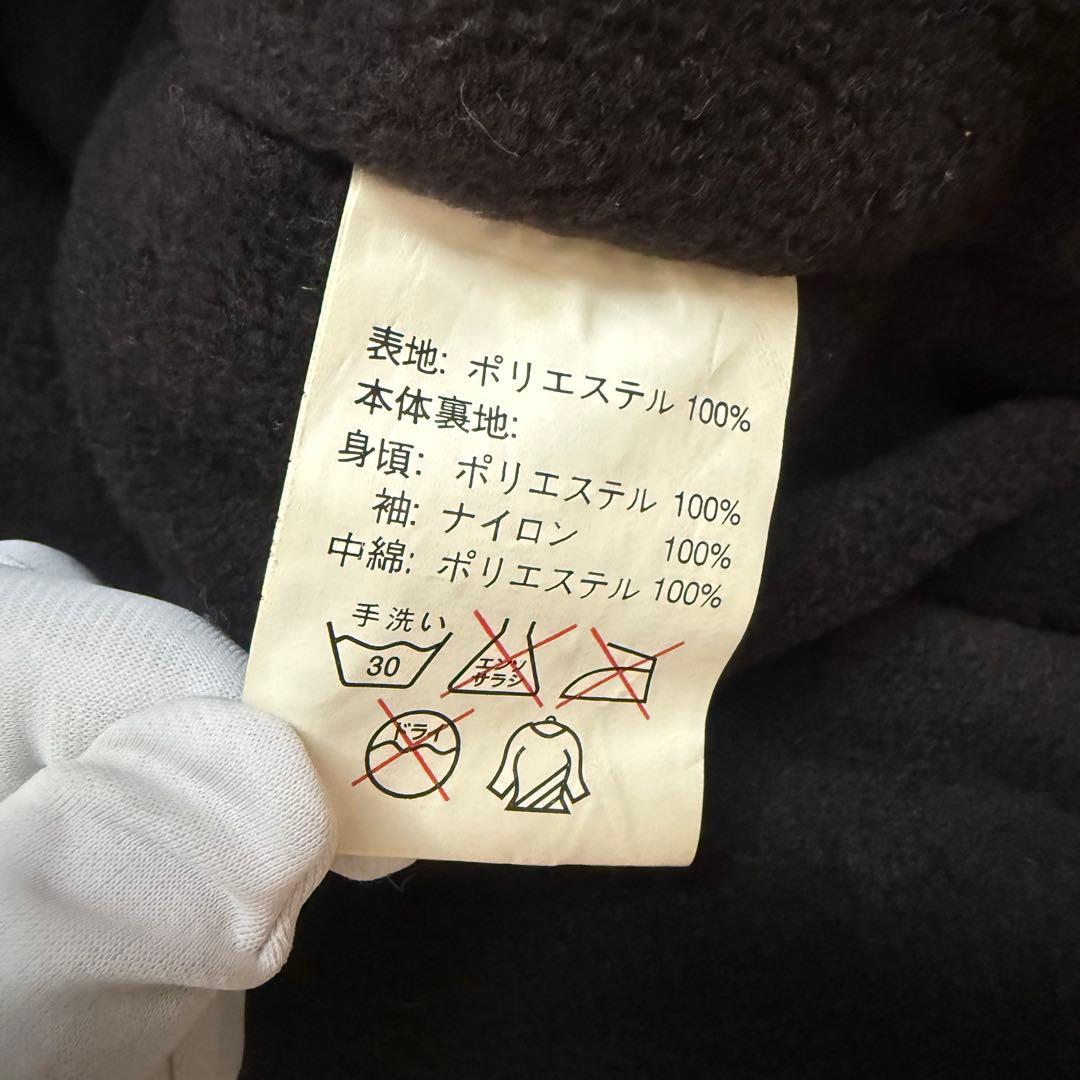 表地: ポリエステル 100%
本体裏地:
身頃: ポリエステル 100%
袖: ナイロン 100%
中綿: ポリエステル 100%
手洗い
30
エンソ
サラシ
ドライ